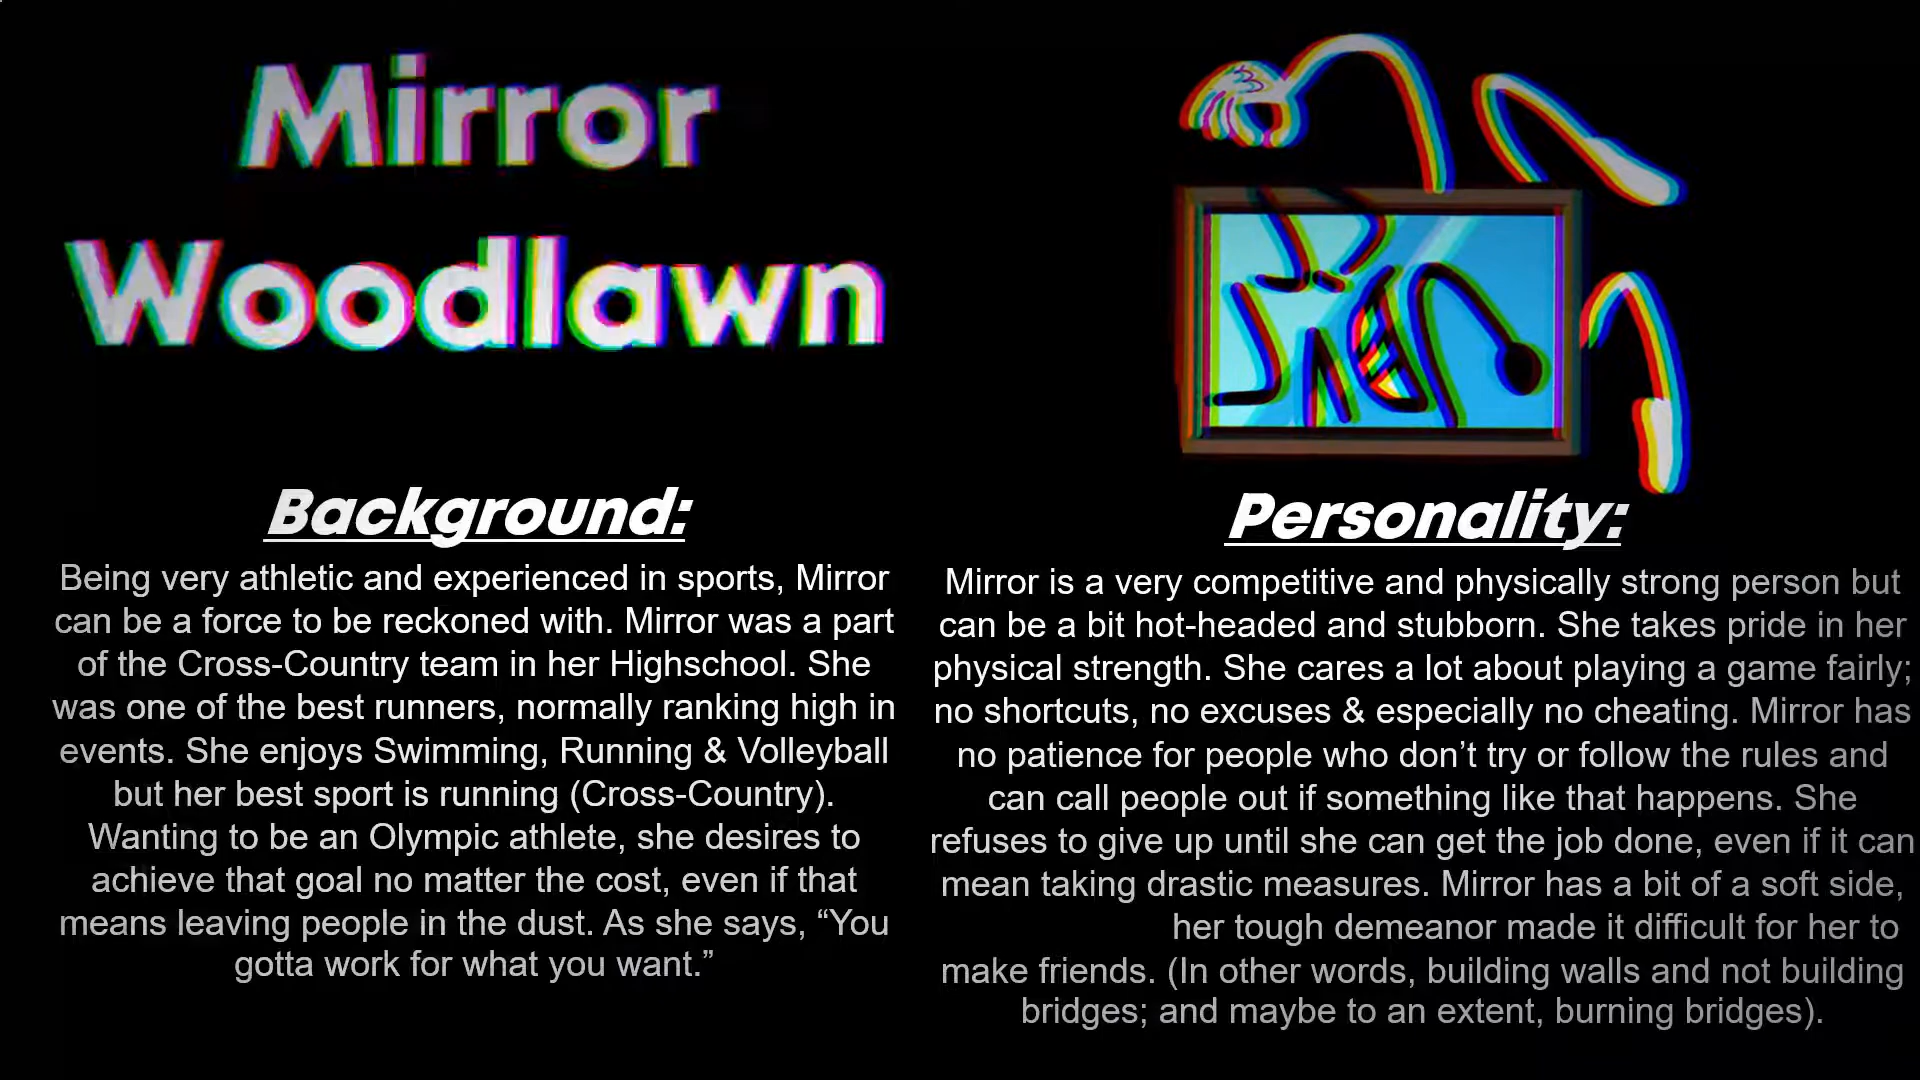 Mirror
Woodlawn
Background:
Being very athletic and experienced in sports, Mirror
can be a force to be reckoned with. Mirror was a part
of the Cross-Country team in her Highschool. She
was one of the best runners, normally ranking high in
events. She enjoys Swimming, Running & Volleyball
but her best sport is running (Cross-Country).
Wanting to be an Olympic athlete, she desires to
achieve that goal no matter the cost, even if that
means leaving people in the dust. As she says, “You
gotta work for what you want.”
Personality:
Mirror is a very competitive and physically strong person but
can be a bit hot-headed and stubborn. She takes pride in her
physical strength. She cares a lot about playing a game fairly;
no shortcuts, no excuses & especially no cheating. Mirror has
no patience for people who don’t try or follow the rules and
can call people out if something like that happens. She
refuses to give up until she can get the job done, even if it can
mean taking drastic measures. Mirror has a bit of a soft side,
her tough demeanor made it difficult for her to
make friends. (In other words, building walls and not building
bridges; and maybe to an extent, burning bridges).